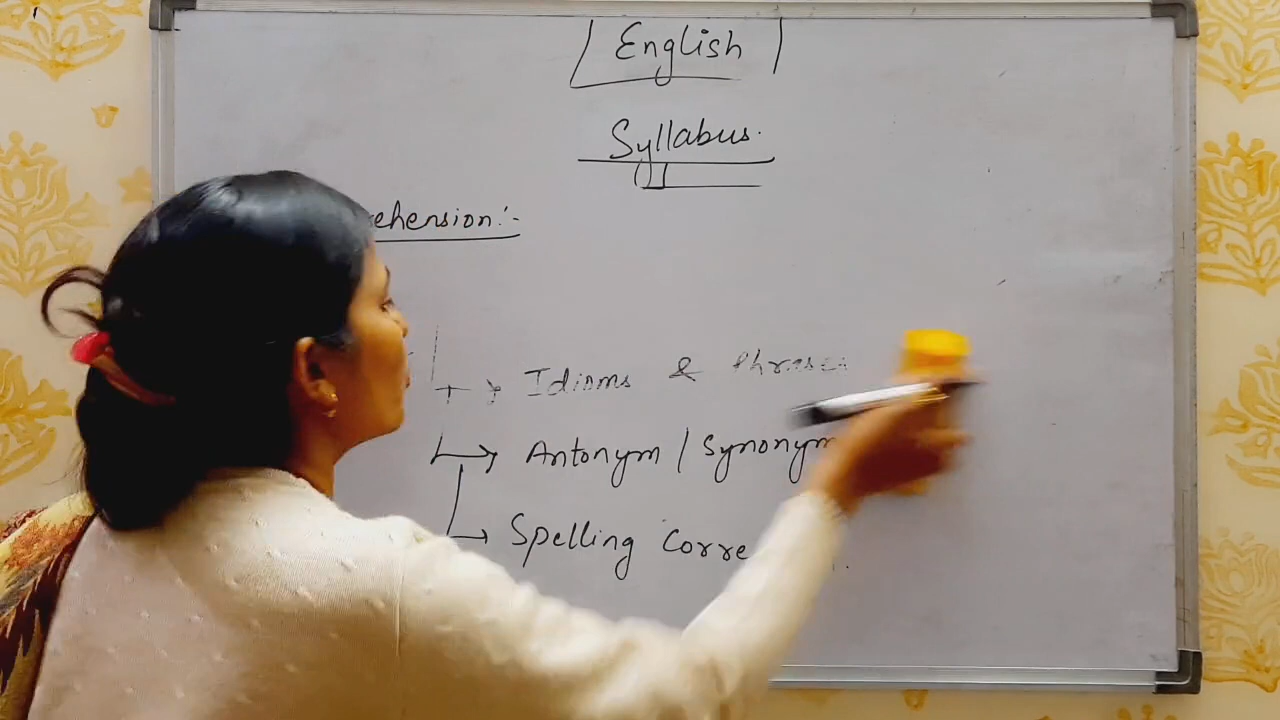 English
Syllabus.
ehension:-
Idioms & Phrases
Antonym / Synonym
Spelling Corre